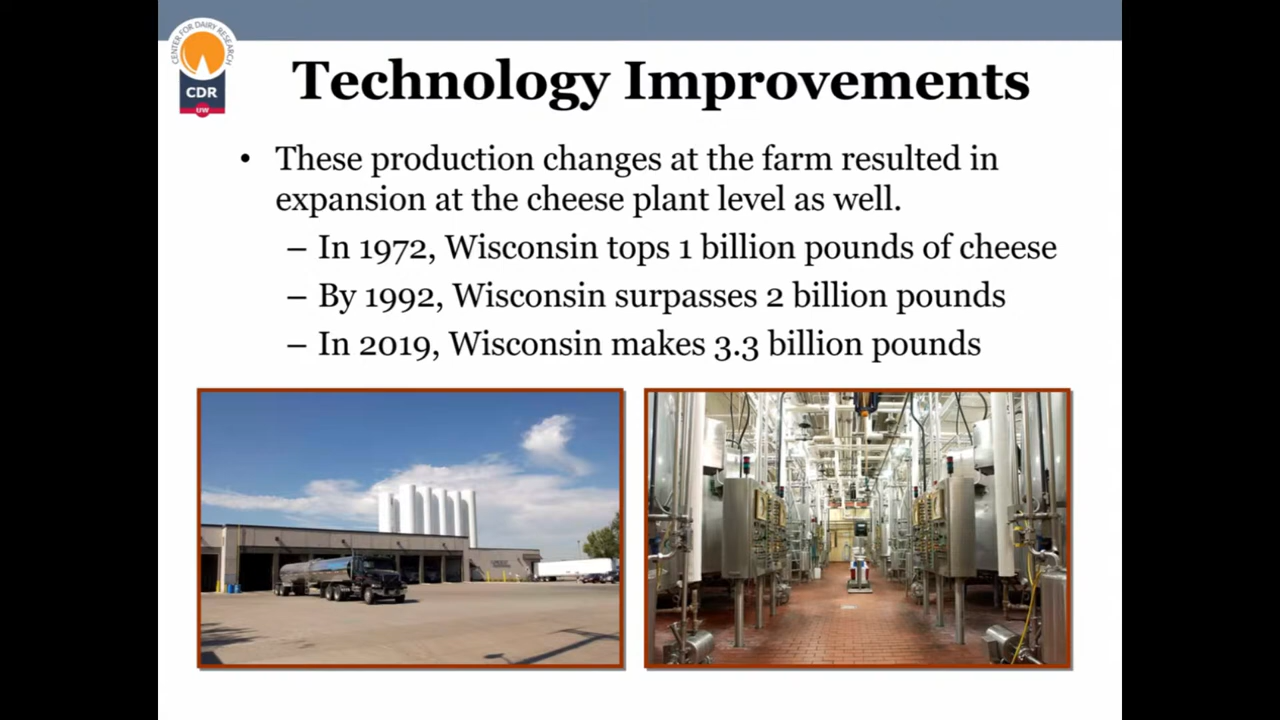 CENTER FOR DAIRY RESEARCH
CDR
UW
Technology Improvements
• These production changes at the farm resulted in
expansion at the cheese plant level as well.
– In 1972, Wisconsin tops 1 billion pounds of cheese
– By 1992, Wisconsin surpasses 2 billion pounds
– In 2019, Wisconsin makes 3.3 billion pounds